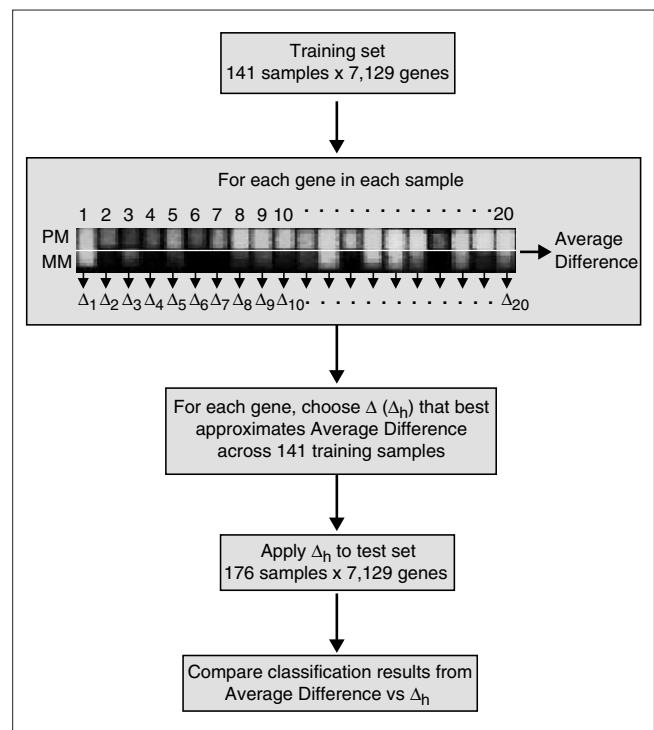 Training set
141 samples x 7,129 genes
For each gene in each sample
1 2 3 4 5 6 7 8 9 10 · · · · · · · · · · · · · 20
PM
MM
Average
Difference
Δ1 Δ2 Δ3 Δ4 Δ5 Δ6 Δ7 Δ8 Δ9 Δ10 · · · · · · · · · Δ20
For each gene, choose Δ (Δh) that best
approximates Average Difference
across 141 training samples
Apply Δh to test set
176 samples x 7,129 genes
Compare classification results from
Average Difference vs Δh